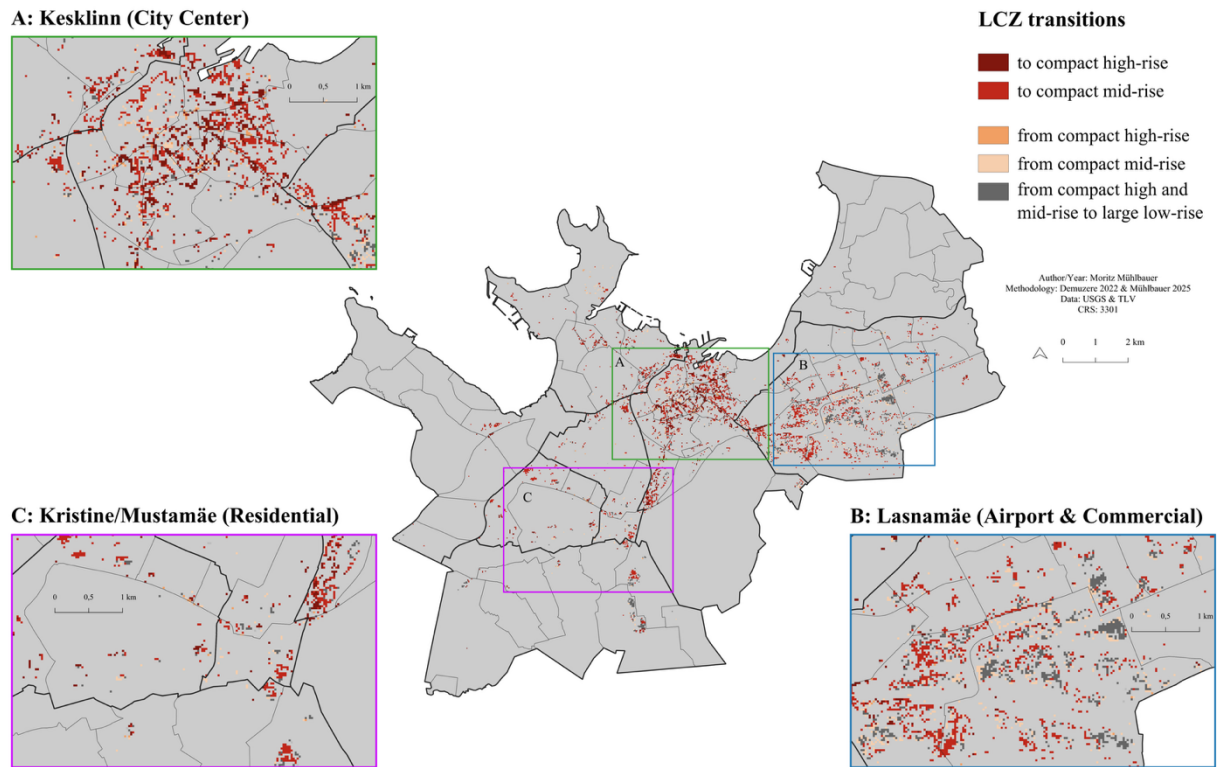 A: Kesklinn (City Center)
0 0,5 1 km
LCZ transitions
to compact high-rise
to compact mid-rise
from compact high-rise
from compact mid-rise
from compact high and
mid-rise to large low-rise
Author/Year: Moritz Mühlbauer
Methodology: Demuzere 2022 & Mühlbauer 2025
Data: USGS & TLV
CRS: 3301
0 1 2 km
A
B
C
C: Kristine/Mustamäe (Residential)
0 0,5 1 km
B: Lasnamäe (Airport & Commercial)
0 0,5 1 km